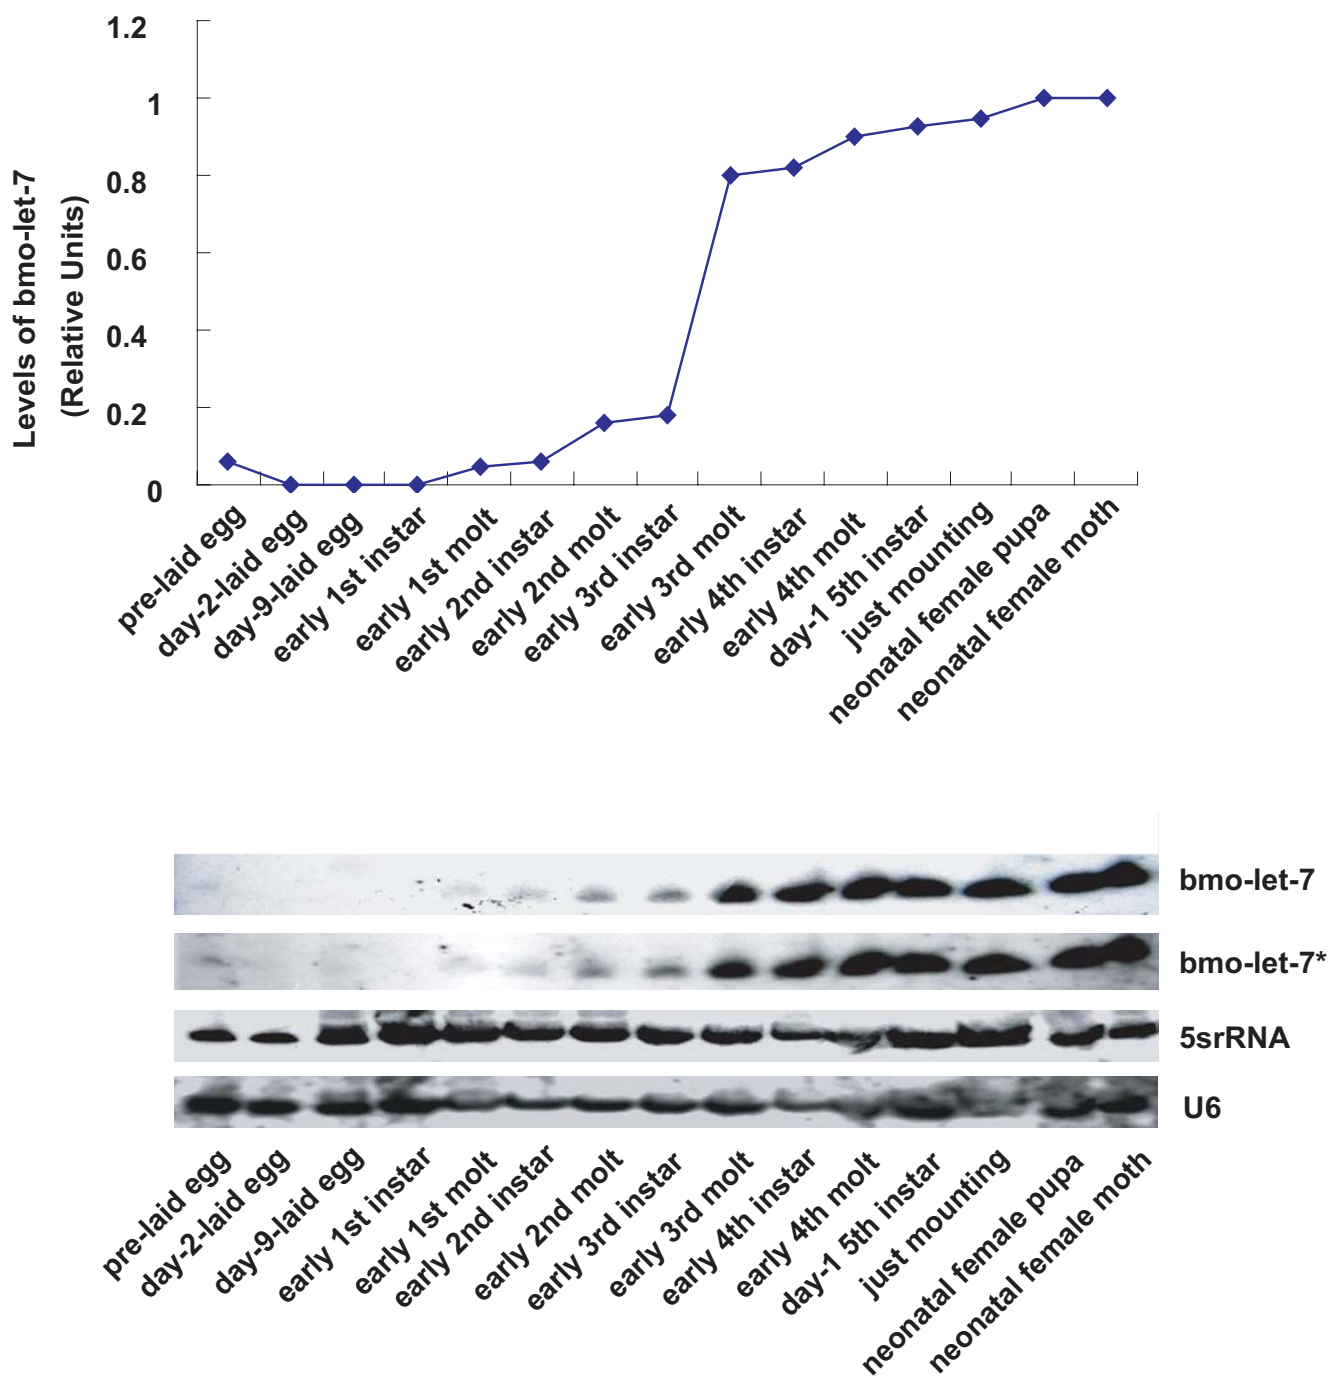 1.2
1
0.8
0.6
0.4
0.2
0
Levels of bmo-let-7
(Relative Units)
pre-laid egg
day-2-laid egg
day-9-laid egg
early 1st instar
early 1st molt
early 2nd instar
early 2nd molt
early 3rd instar
early 3rd molt
early 4th instar
early 4th molt
day-1 5th instar
just mounting
neonatal female pupa
neonatal female moth
bmo-let-7
bmo-let-7*
5srRNA
U6
pre-laid egg
day-2-laid egg
day-9-laid egg
early 1st instar
early 1st molt
early 2nd instar
early 2nd molt
early 3rd instar
early 3rd molt
early 4th instar
early 4th molt
day-1 5th instar
just mounting
neonatal female pupa
neonatal female moth